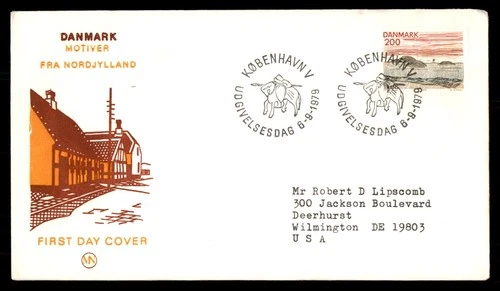 DANMARK
MOTIVER
FRA NORDJYLLAND
FIRST DAY COVER
KØBENHAVN V
UDGIVELSESDAG 6-9-1979
KØBENHAVN V
UDGIVELSESDAG 6-9-1979
DANMARK
200
Mr Robert D Lipscomb
300 Jackson Boulevard
Deerhurst
Wilmington DE 19803
U S A